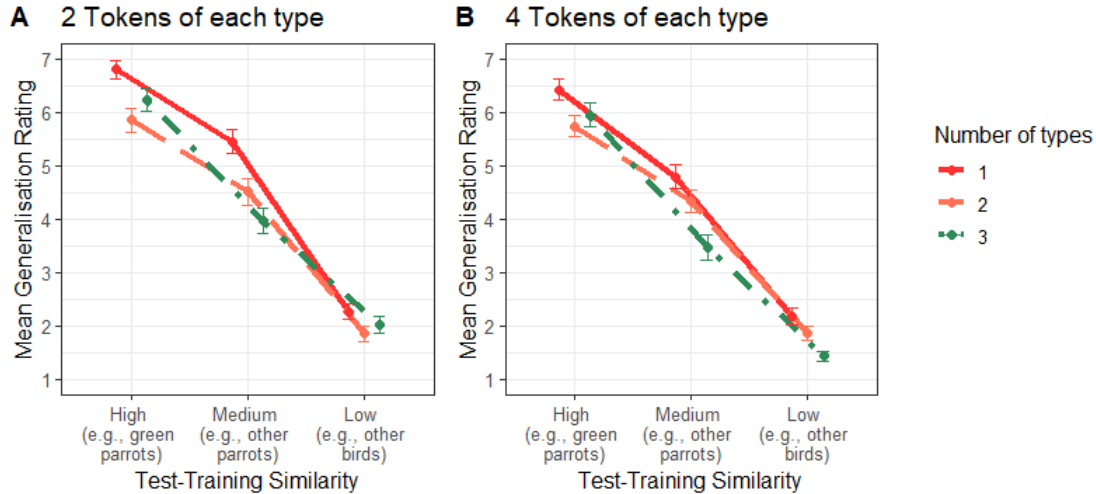 A 2 Tokens of each type
B 4 Tokens of each type
Mean Generalisation Rating
7
6
5
4
3
2
1
High
(e.g., green
parrots)
Medium
(e.g., other
parrots)
Low
(e.g., other
birds)
Test-Training Similarity
Mean Generalisation Rating
7
6
5
4
3
2
1
High
(e.g., green
parrots)
Medium
(e.g., other
parrots)
Low
(e.g., other
birds)
Test-Training Similarity
Number of types
1
2
3